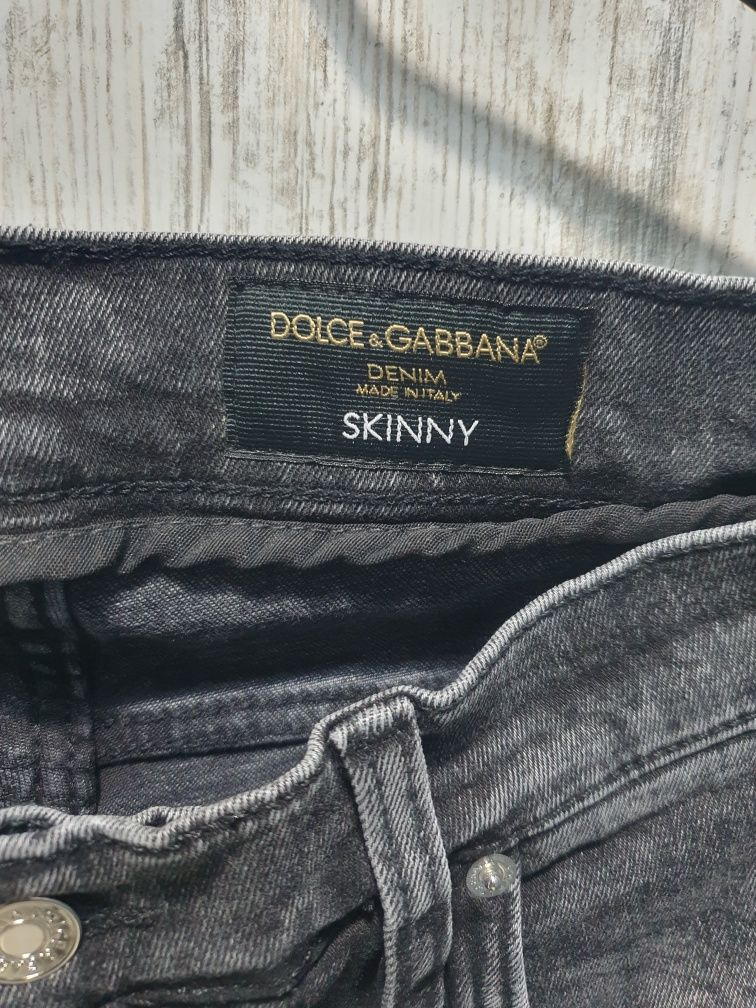 DOLCE & GABBANA®
DENIM
MADE IN ITALY
SKINNY